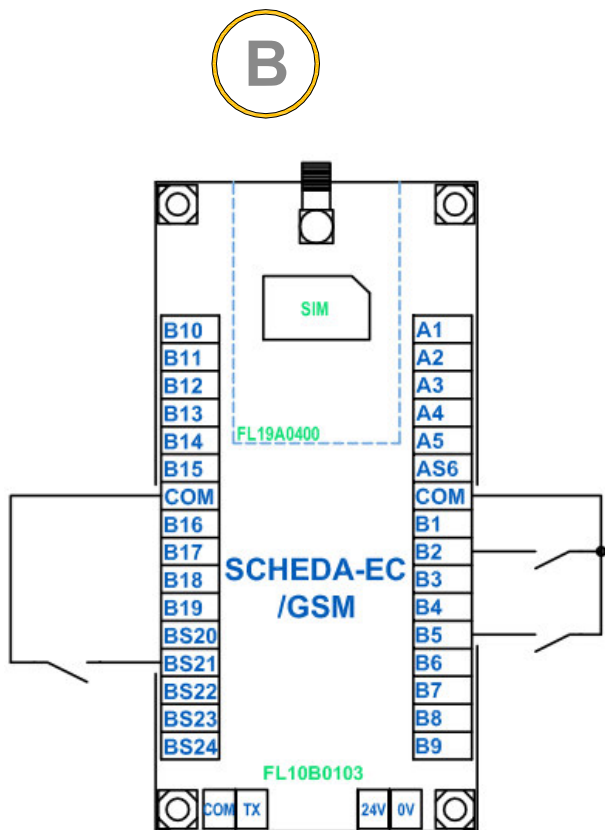 B
SIM
FL19A0400
B10
B11
B12
B13
B14
B15
COM
B16
B17
B18
B19
BS20
BS21
BS22
BS23
BS24
SCHEDA-EC
/GSM
A1
A2
A3
A4
A5
AS6
COM
B1
B2
B3
B4
B5
B6
B7
B8
B9
FL10B0103
COM TX 24V 0V